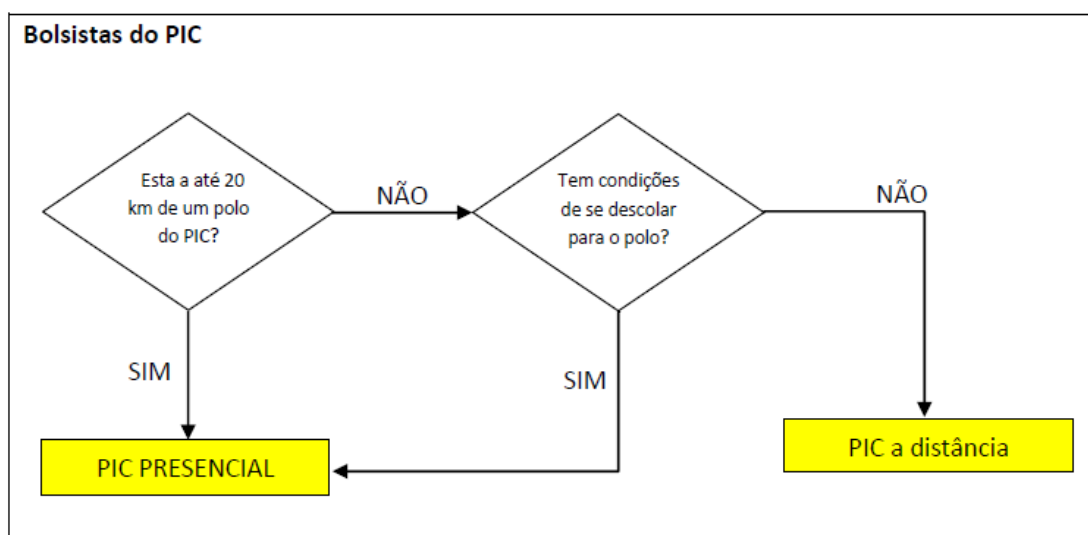 Bolsistas do PIC
Esta a até 20
km de um polo
do PIC?
NÃO
Tem condições
de se descolar
para o polo?
NÃO
SIM
SIM
PIC PRESENCIAL
PIC a distância